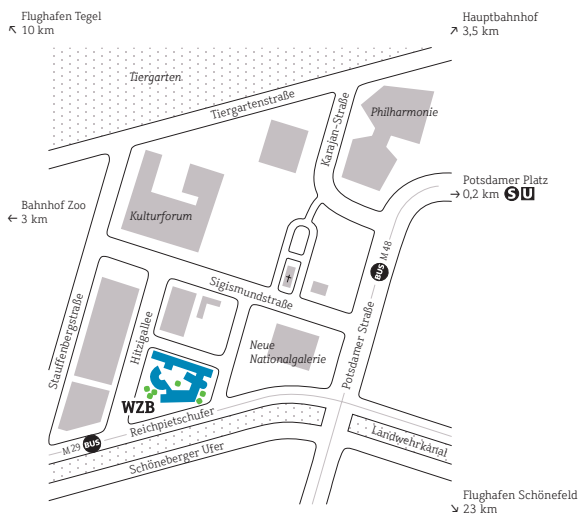 Flughafen Tegel
↖ 10 km
Hauptbahnhof
↗ 3,5 km
Tiergarten
Tiergartenstraße
Karajan-Straße
Philharmonie
Potsdamer Platz
→ 0,2 km S U
Bahnhof Zoo
← 3 km
Kulturforum
BUS M 48
Sigismundstraße
Stauffenbergstraße
Hitzigallee
Neue
Nationalgalerie
Potsdamer Straße
WZB
Reichpietschufer
M 29 BUS
Schöneberger Ufer
Landwehrkanal
Flughafen Schönefeld
↘ 23 km